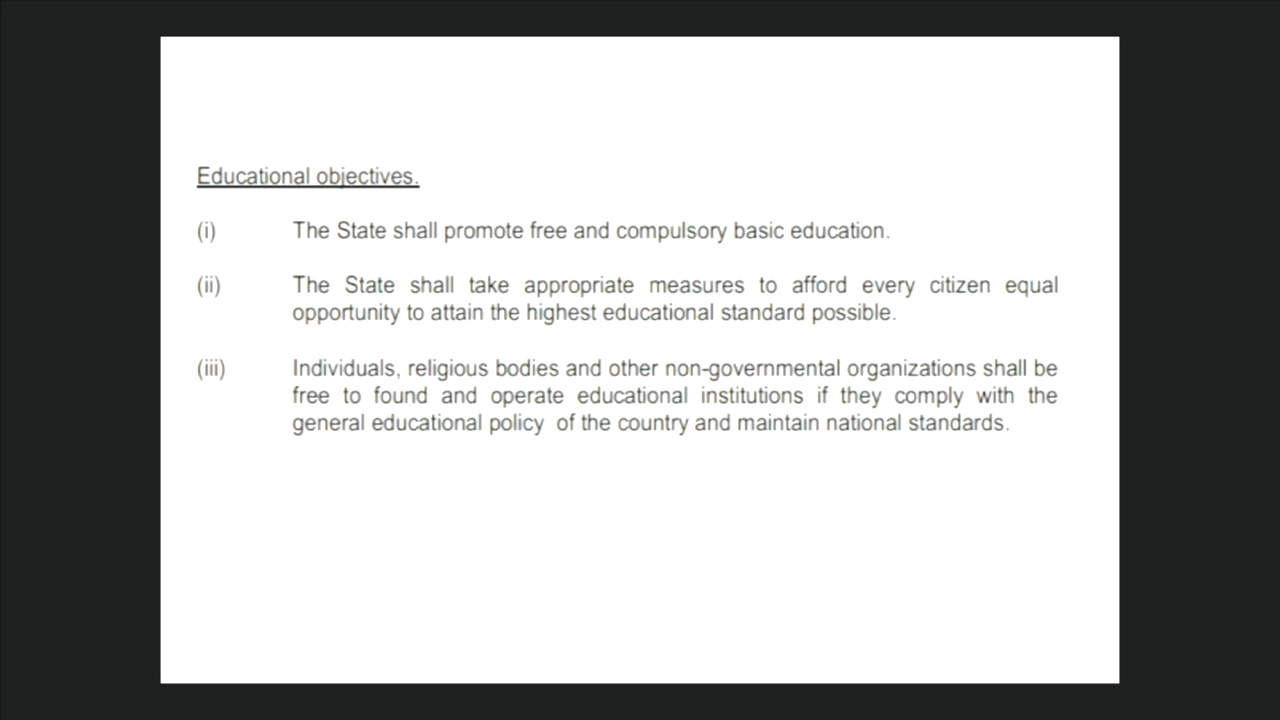 Educational objectives.
(i) The State shall promote free and compulsory basic education.
(ii) The State shall take appropriate measures to afford every citizen equal
opportunity to attain the highest educational standard possible.
(iii) Individuals, religious bodies and other non-governmental organizations shall be
free to found and operate educational institutions if they comply with the
general educational policy of the country and maintain national standards.